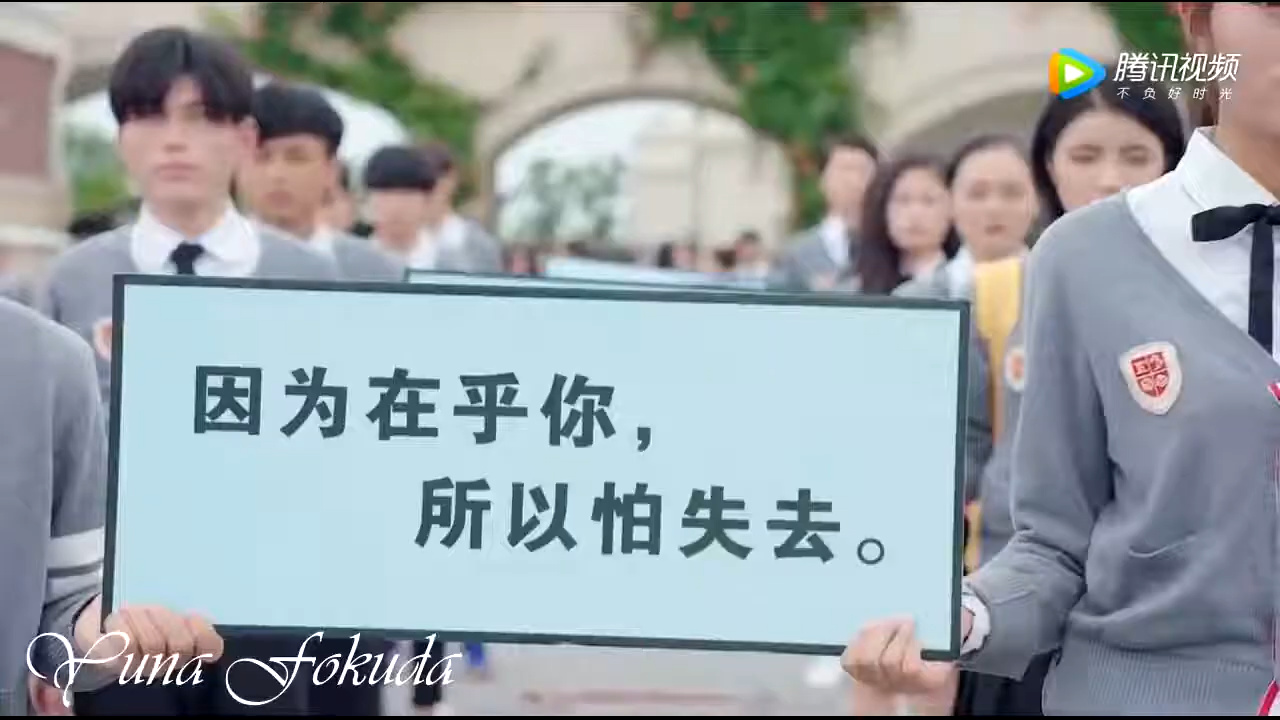 腾讯视频
不负好时光
因为在乎你，
所以怕失去。
Yuna Fokuda